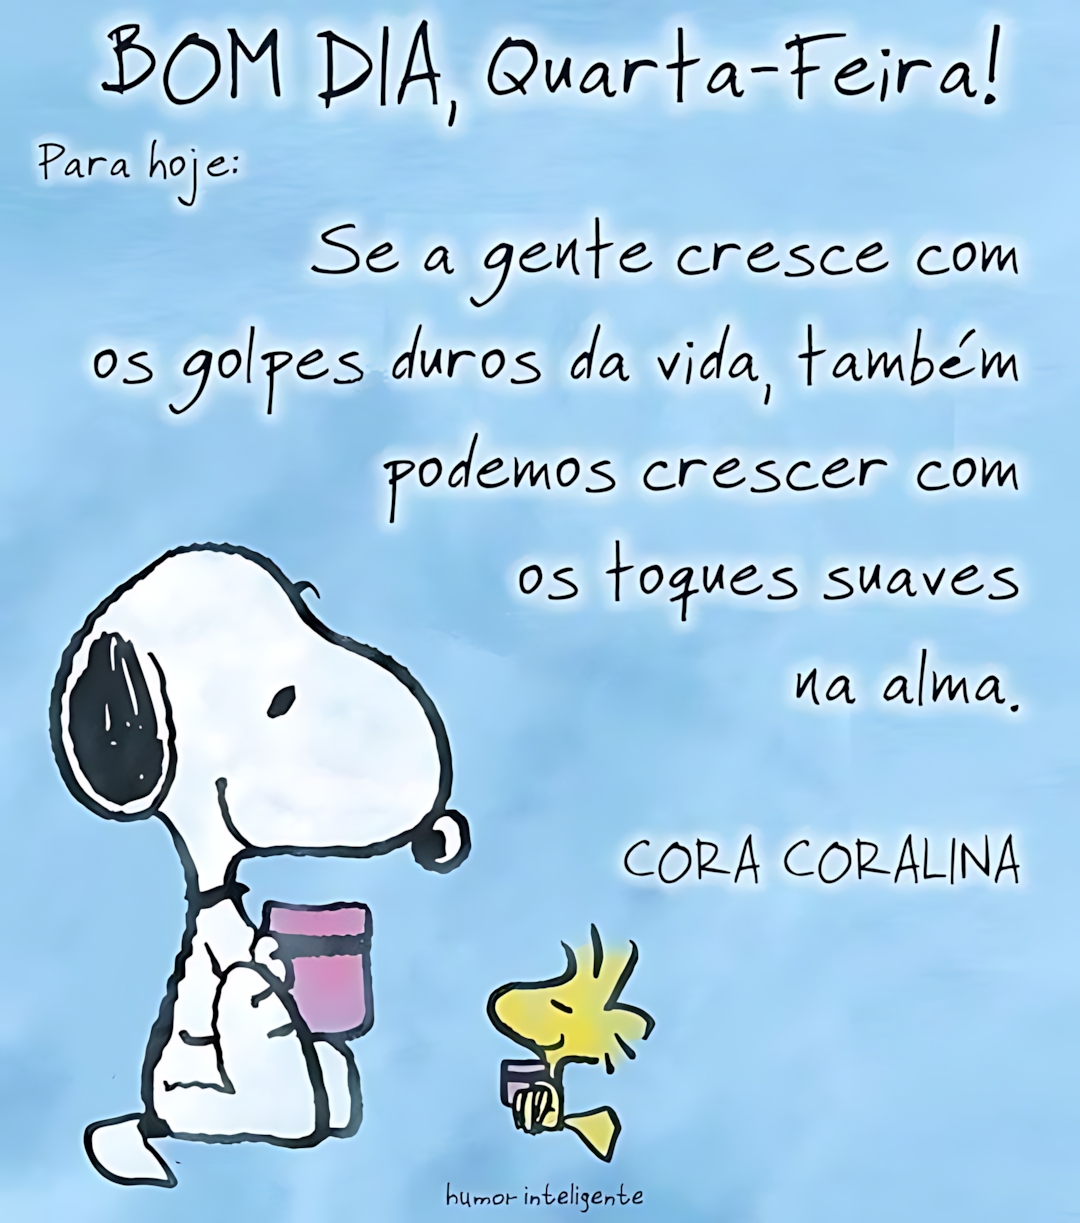 BOM DIA, Quarta-Feira!
Para hoje:
Se a gente cresce com
os golpes duros da vida, também
podemos crescer com
os toques suaves
na alma.
CORA CORALINA
humor inteligente